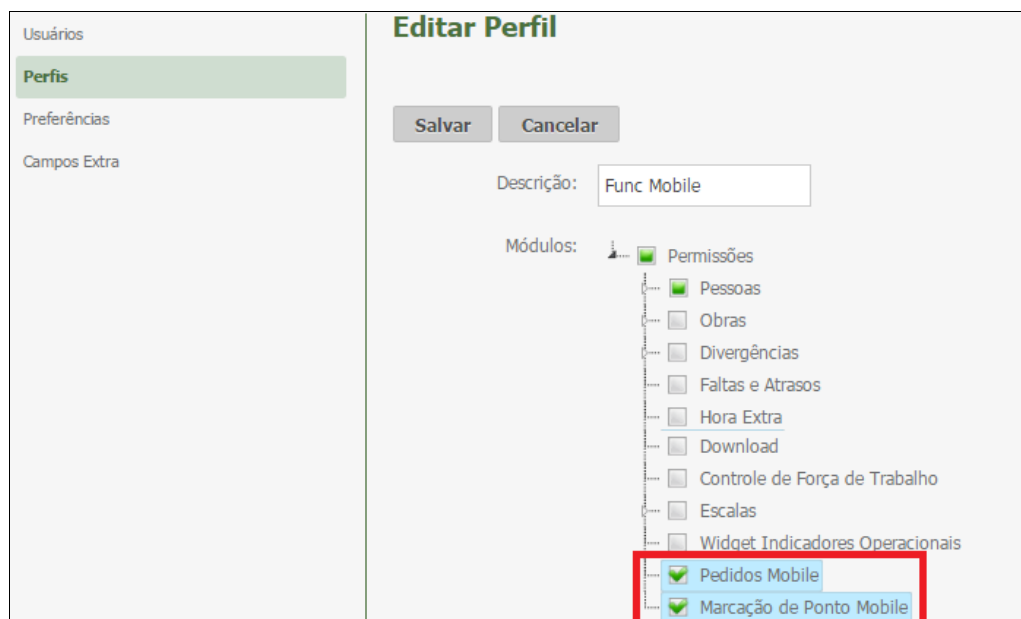 Usuários
Perfis
Preferências
Campos Extra
Editar Perfil
Salvar Cancelar
Descrição: Func Mobile
Módulos: Permissões
Pessoas
Obras
Divergências
Faltas e Atrasos
Hora Extra
Download
Controle de Força de Trabalho
Escalas
Widget Indicadores Operacionais
Pedidos Mobile
Marcação de Ponto Mobile